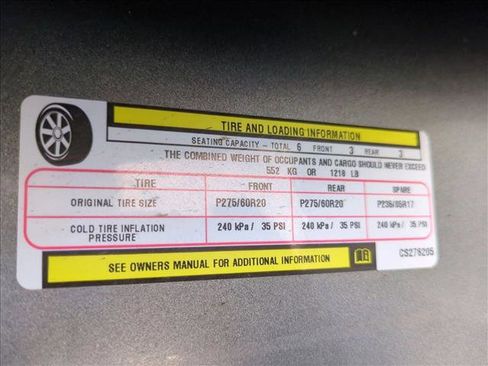 TIRE AND LOADING INFORMATION
SEATING CAPACITY - TOTAL 6 FRONT 3 REAR 3
THE COMBINED WEIGHT OF OCCUPANTS AND CARGO SHOULD NEVER EXCEED
552 KG OR 1218 LB
TIRE FRONT REAR SPARE
ORIGINAL TIRE SIZE P275/60R20 P275/60R20
COLD TIRE INFLATION PRESSURE 240 kPa / 35 PSI 240 kPa / 35 PSI 240 kPa / 35 PSI
SEE OWNERS MANUAL FOR ADDITIONAL INFORMATION